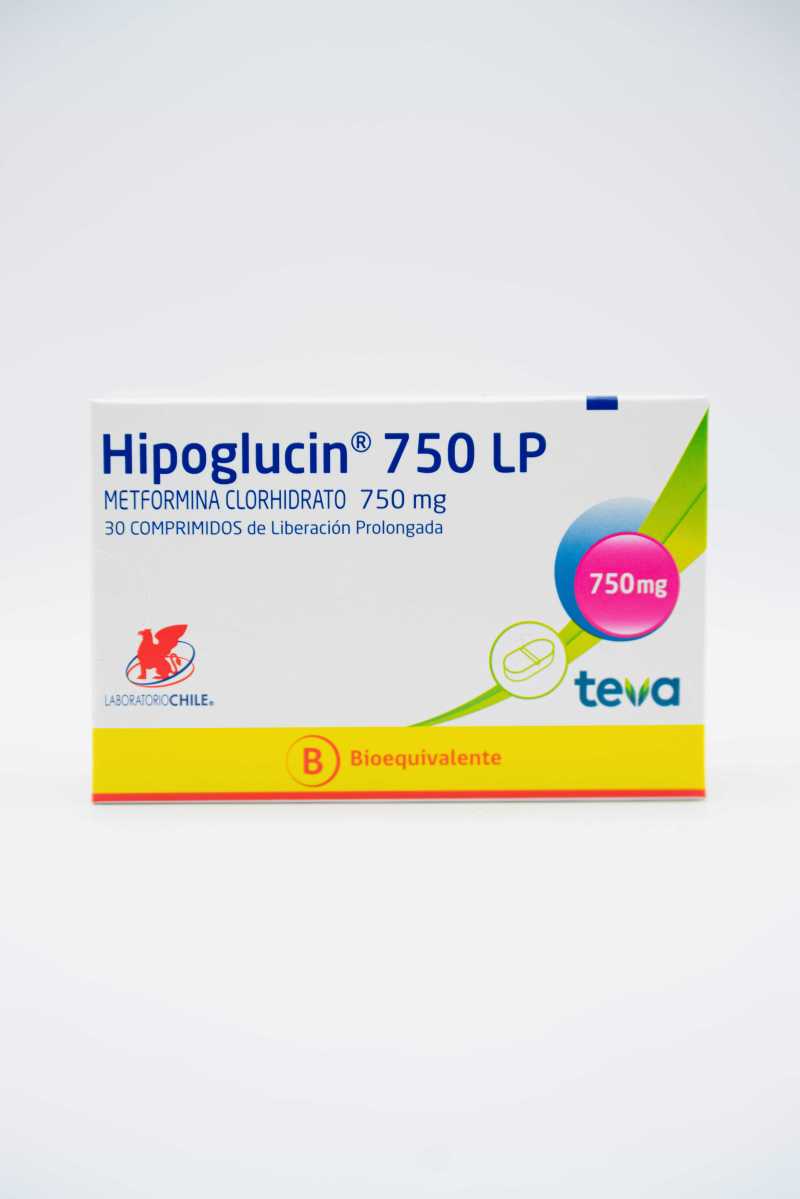 Hipoglucin® 750 LP
METFORMINA CLORHIDRATO 750 mg
30 COMPRIMIDOS de Liberación Prolongada
750mg
LABORATORIOCHILE®
teva
B Bioequivalente